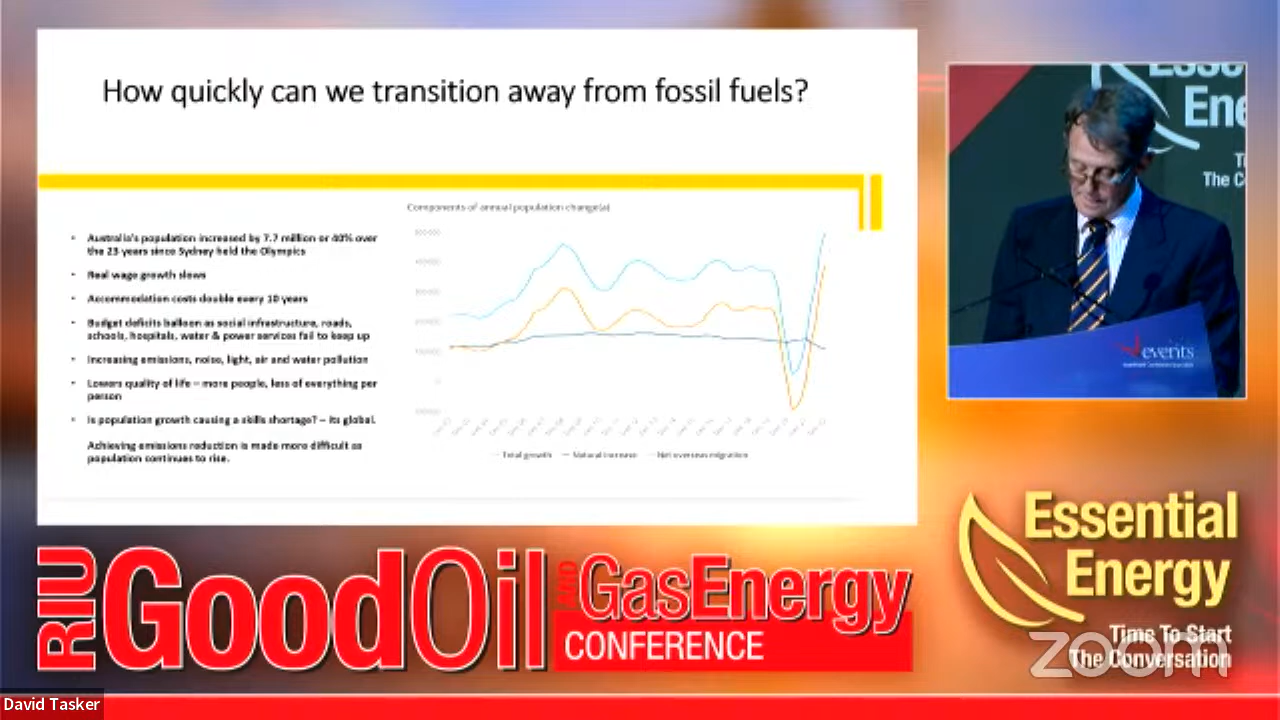 How quickly can we transition away from fossil fuels?
Components of annual population change(a)
Australia's population increased by 7.7 million or 40% over
the 23 years since Sydney held the Olympics
Real wage growth slows
Accommodation costs double every 10 years
Budget deficits balloon as social infrastructure, roads,
schools, hospitals, water & power services fail to keep up
Increasing emissions, noise, light, air and water pollution
Lowers quality of life – more people, less of everything per
person
Is population growth causing a skills shortage? – its global.
Achieving emissions reduction is made more difficult as
population continues to rise.
Total growth
Natural increase
Net overseas migration
Esse
Ene
The C
events
RIU
GoodOil
AND
GasEnergy
CONFERENCE
Essential
Energy
Time To Start
The Conversation
zoom
David Tasker